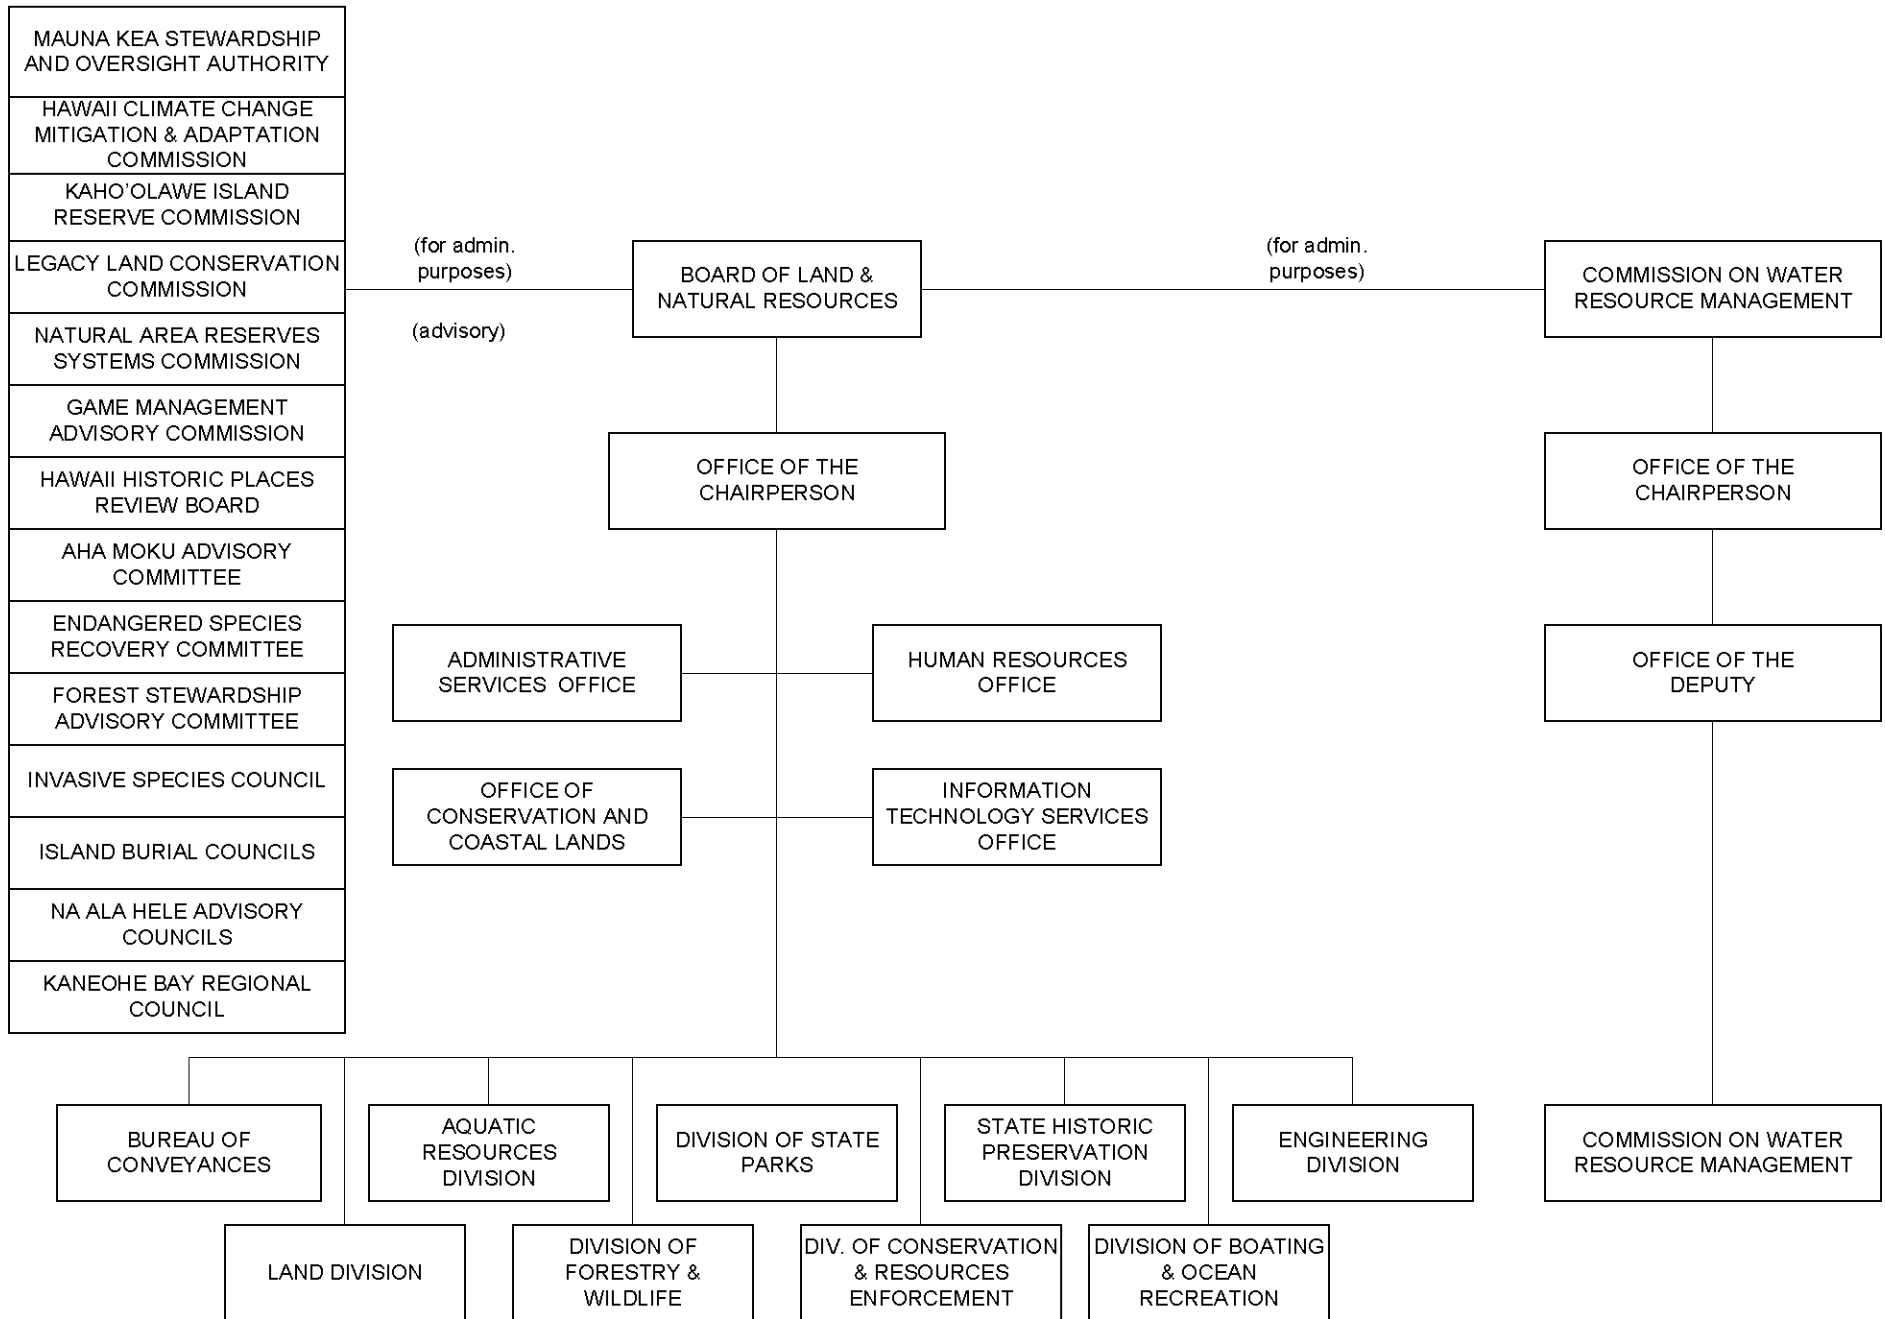 MAUNA KEA STEWARDSHIP
AND OVERSIGHT AUTHORITY
HAWAII CLIMATE CHANGE
MITIGATION & ADAPTATION
COMMISSION
KAHO’OLAWE ISLAND
RESERVE COMMISSION
LEGACY LAND CONSERVATION
COMMISSION
NATURAL AREA RESERVES
SYSTEMS COMMISSION
GAME MANAGEMENT
ADVISORY COMMISSION
HAWAII HISTORIC PLACES
REVIEW BOARD
AHA MOKU ADVISORY
COMMITTEE
ENDANGERED SPECIES
RECOVERY COMMITTEE
FOREST STEWARDSHIP
ADVISORY COMMITTEE
INVASIVE SPECIES COUNCIL
ISLAND BURIAL COUNCILS
NA ALA HELE ADVISORY
COUNCILS
KANEOHE BAY REGIONAL
COUNCIL
(for admin.
purposes)
(advisory)
BOARD OF LAND &
NATURAL RESOURCES
(for admin.
purposes)
COMMISSION ON WATER
RESOURCE MANAGEMENT
OFFICE OF THE
CHAIRPERSON
OFFICE OF THE
CHAIRPERSON
ADMINISTRATIVE
SERVICES OFFICE
HUMAN RESOURCES
OFFICE
OFFICE OF THE
DEPUTY
OFFICE OF
CONSERVATION AND
COASTAL LANDS
INFORMATION
TECHNOLOGY SERVICES
OFFICE
BUREAU OF
CONVEYANCES
AQUATIC
RESOURCES
DIVISION
DIVISION OF STATE
PARKS
STATE HISTORIC
PRESERVATION
DIVISION
ENGINEERING
DIVISION
COMMISSION ON WATER
RESOURCE MANAGEMENT
LAND DIVISION
DIVISION OF
FORESTRY &
WILDLIFE
DIV. OF CONSERVATION
& RESOURCES
ENFORCEMENT
DIVISION OF BOATING
& OCEAN
RECREATION